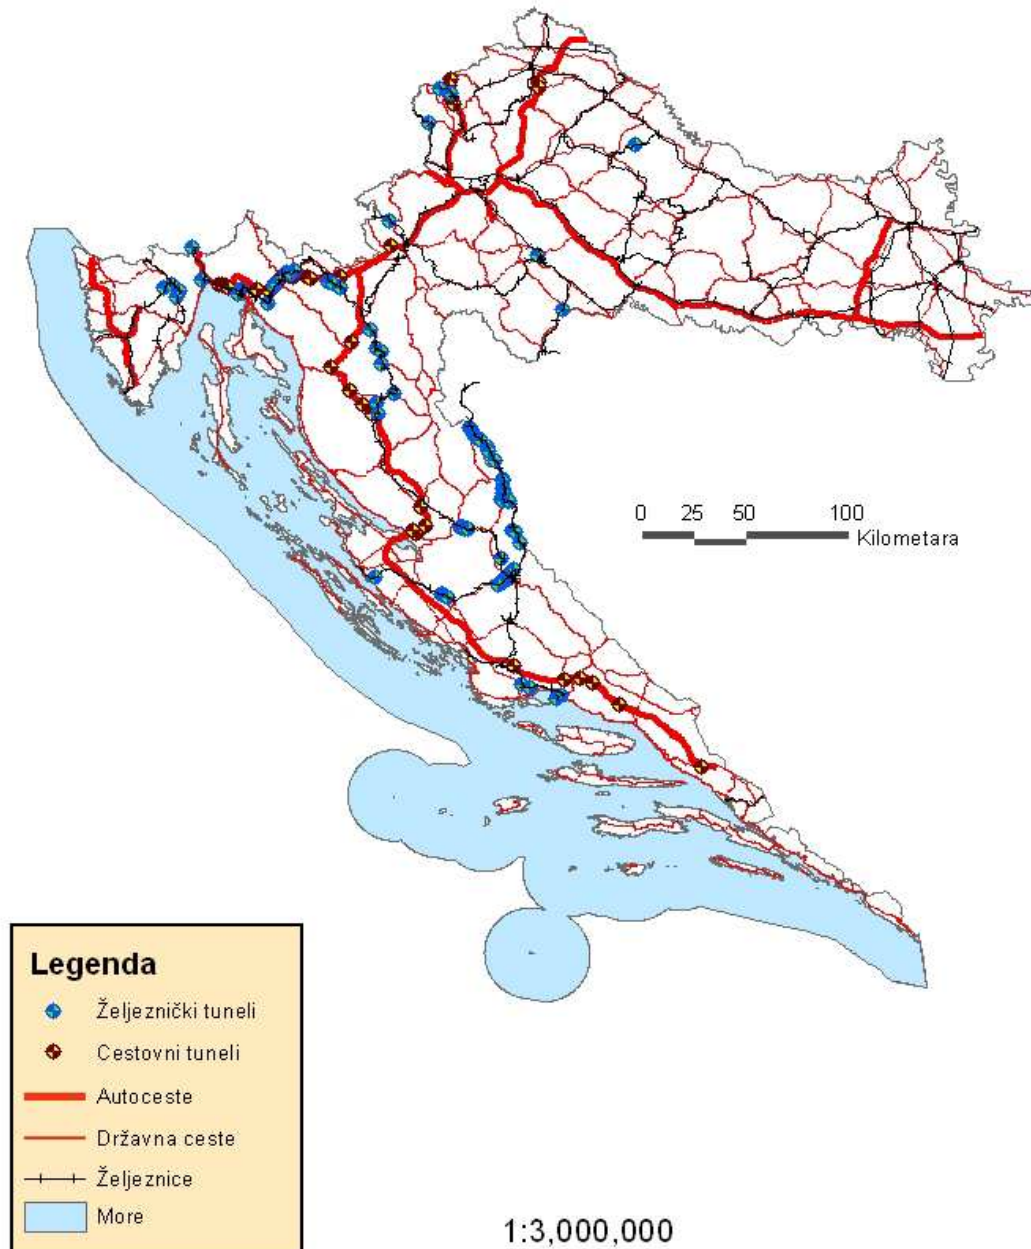 0 25 50 100
Kilometara
Legenda
Željeznički tuneli
Cestovni tuneli
Autoceste
Državna ceste
Željeznice
More
1:3,000,000